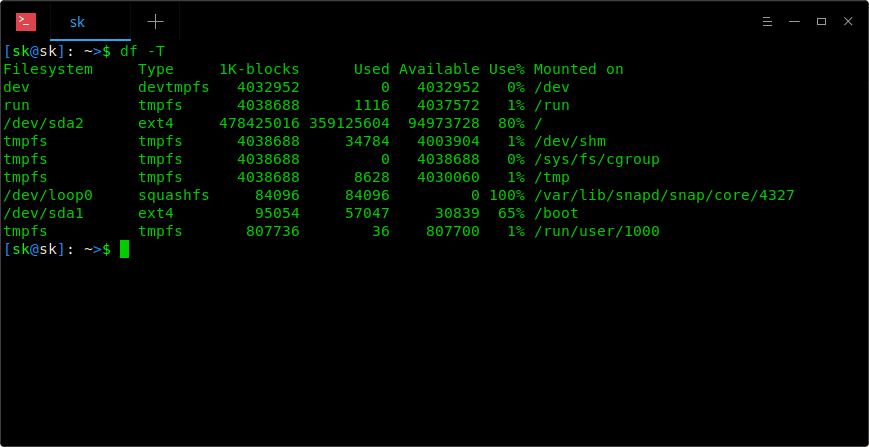 sk
[sk@sk]: ~>$ df -T
Filesystem     Type     1K-blocks      Used Available Use% Mounted on
dev            devtmpfs   4032952         0   4032952   0% /dev
run            tmpfs      4038688      1116   4037572   1% /run
/dev/sda2      ext4     478425016 359125604  94973728  80% /
tmpfs          tmpfs      4038688     34784   4003904   1% /dev/shm
tmpfs          tmpfs      4038688         0   4038688   0% /sys/fs/cgroup
tmpfs          tmpfs      4038688      8628   4030060   1% /tmp
/dev/loop0     squashfs     84096     84096         0 100% /var/lib/snapd/snap/core/4327
/dev/sda1      ext4         95054     57047     30839  65% /boot
tmpfs          tmpfs       807736        36    807700   1% /run/user/1000
[sk@sk]: ~>$